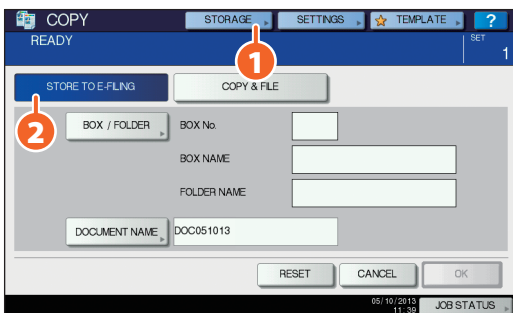 COPY
STORAGE
SETTINGS
TEMPLATE
?
READY
SET
1
1
STORE TO E-FILING
COPY & FILE
2
BOX / FOLDER
BOX No.
BOX NAME
FOLDER NAME
DOCUMENT NAME
DOC051013
RESET
CANCEL
OK
05/10/2013
11:39
JOB STATUS